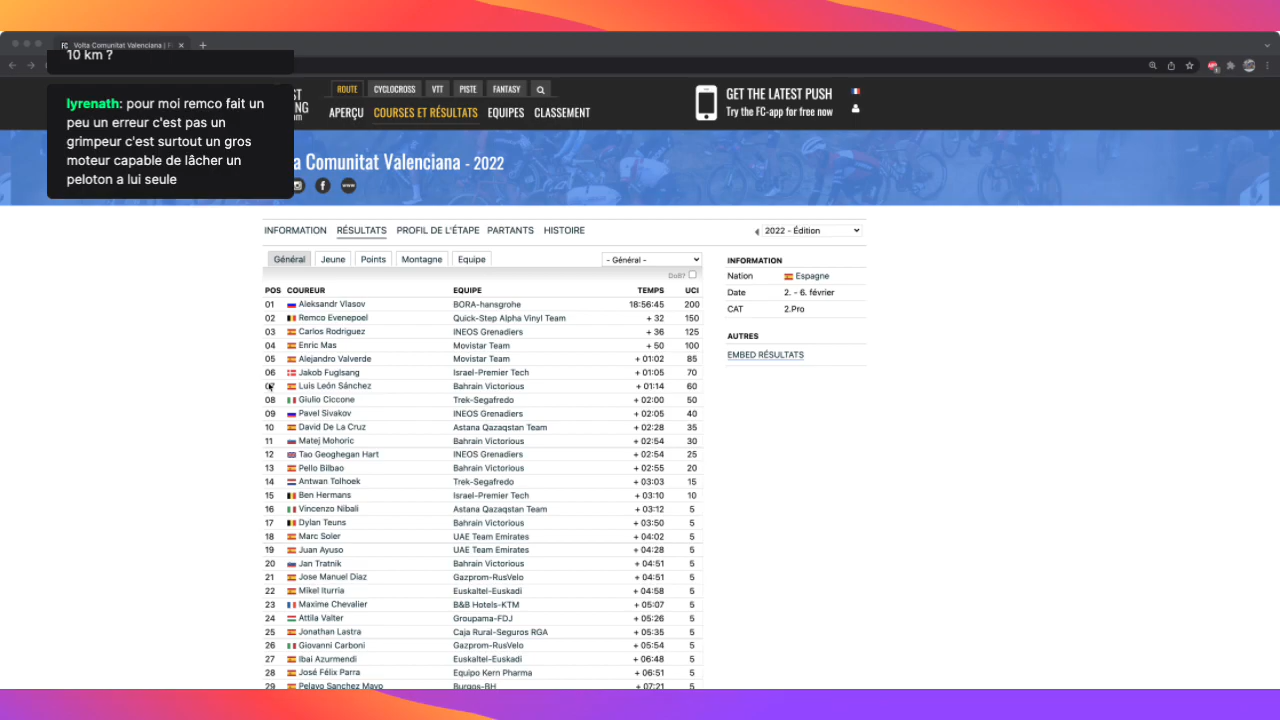 Volta Comunitat Valenciana |
10 km ?
lyrenath: pour moi remco fait un
peu un erreur c'est pas un
grimpeur c'est surtout un gros
moteur capable de lâcher un
peloton a lui seule
ROUTE CYCLOCROSS VTT PISTE FANTASY
APERÇU COURSES ET RÉSULTATS EQUIPES CLASSEMENT
GET THE LATEST PUSH
Try the FC-app for free now
Comunitat Valenciana - 2022
INFORMATION RÉSULTATS PROFIL DE L'ÉTAPE PARTANTS HISTOIRE
2022 - Édition
Général Jeune Points Montagne Equipe
- Général -
Do8?
POS COUREUR EQUIPE TEMPS UCI
01 Aleksandr Vlasov BORA-hansgrohe 18:56:45 200
02 Remco Evenepoel Quick-Step Alpha Vinyl Team + 32 150
03 Carlos Rodriguez INEOS Grenadiers + 36 125
04 Enric Mas Movistar Team + 50 100
05 Alejandro Valverde Movistar Team + 01:02 85
06 Jakob Fuglsang Israel-Premier Tech + 01:05 70
07 Luis León Sánchez Bahrain Victorious + 01:14 60
08 Giulio Ciccone Trek-Segafredo + 02:00 50
09 Pavel Sivakov INEOS Grenadiers + 02:05 40
10 David De La Cruz Astana Qazaqstan Team + 02:28 35
11 Matej Mohoric Bahrain Victorious + 02:54 30
12 Tao Geoghegan Hart INEOS Grenadiers + 02:54 25
13 Pello Bilbao Bahrain Victorious + 02:55 20
14 Antwan Tolhoek Trek-Segafredo + 03:03 15
15 Ben Hermans Israel-Premier Tech + 03:10 10
16 Vincenzo Nibali Astana Qazaqstan Team + 03:12 5
17 Dylan Teuns Bahrain Victorious + 03:50 5
18 Marc Soler UAE Team Emirates + 04:02 5
19 Juan Ayuso UAE Team Emirates + 04:28 5
20 Jan Tratnik Bahrain Victorious + 04:51 5
21 Jose Manuel Diaz Gazprom-RusVelo + 04:51 5
22 Mikel Iturria Euskaltel-Euskadi + 04:58 5
23 Maxime Chevalier B&B Hotels-KTM + 05:07 5
24 Attila Valter Groupama-FDJ + 05:26 5
25 Jonathan Lastra Caja Rural-Seguros RGA + 05:35 5
26 Giovanni Carboni Gazprom-RusVelo + 05:54 5
27 Ibai Azurmendi Euskaltel-Euskadi + 06:48 5
28 José Félix Parra Equipo Kern Pharma + 06:51 5
29 Pelayo Sanchez Mayo Burgos-BH + 07:21 5
INFORMATION
Nation Espagne
Date 2. - 6. février
CAT 2.Pro
AUTRES
EMBED RÉSULTATS